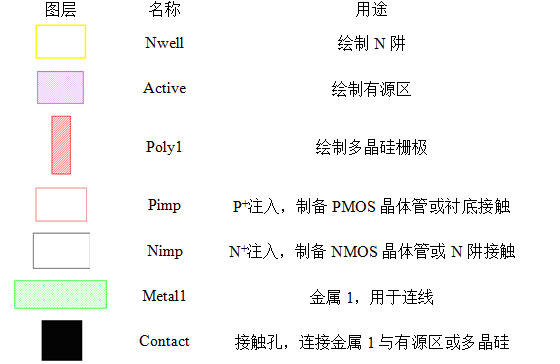 图层 名称 用途
Nwell 绘制 N 阱
Active 绘制有源区
Poly1 绘制多晶硅栅极
Pimp P+注入，制备 PMOS 晶体管或衬底接触
Nimp N+注入，制备 NMOS 晶体管或 N 阱接触
Metal1 金属 1，用于连线
Contact 接触孔，连接金属 1 与有源区或多晶硅